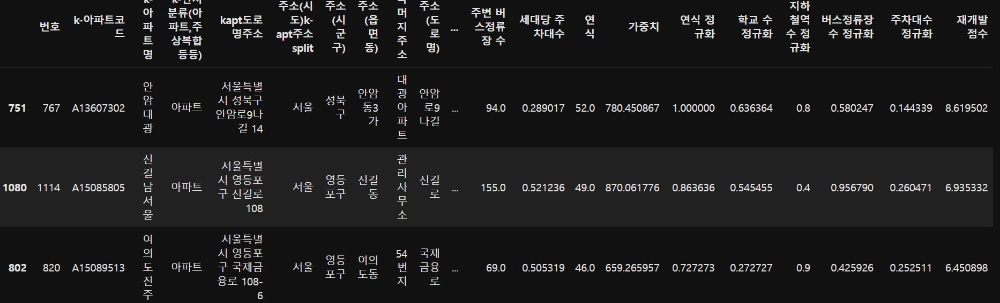 번호
k-아파트코
드
아
파
트
명
분류(아
파트,주
상복합
등등)
kapt도로
명주소
주소(시
도)k-
apt주소
split
주소
(시
군
구)
주소
(읍
면
동)
머
지
주
소
주소
(도
로
명)
...
주변 버
스정류
장 수
세대당 주
차대수
연
식
가중치
연식 정
규화
학교 수
정규화
지하
철역
수 정
규화
버스정류장
수 정규화
주차대수
정규화
재개발
점수
751
767
A13607302
안
암
대
광
아파트
서울특별
시 성북구
안암로9나
길 14
서울
성북
구
안암
동3
가
대
광
아
파
트
안암
로9
나길
...
94.0
0.289017
52.0
780.450867
1.000000
0.636364
0.8
0.580247
0.144339
8.619502
1080
1114
A15085805
신
길
남
서
울
아파트
서울특별
시 영등포
구 신길로
108
서울
영등
포구
신길
동
관
리
사
무
소
신길
로
...
155.0
0.521236
49.0
870.061776
0.863636
0.545455
0.4
0.956790
0.260471
6.935332
802
820
A15089513
여
의
도
진
주
아파트
서울특별
시 영등포
구 국제금
융로 108-
6
서울
영등
포구
여의
도동
54
번
지
국제
금융
로
...
69.0
0.505319
46.0
659.265957
0.727273
0.272727
0.9
0.425926
0.252511
6.450898